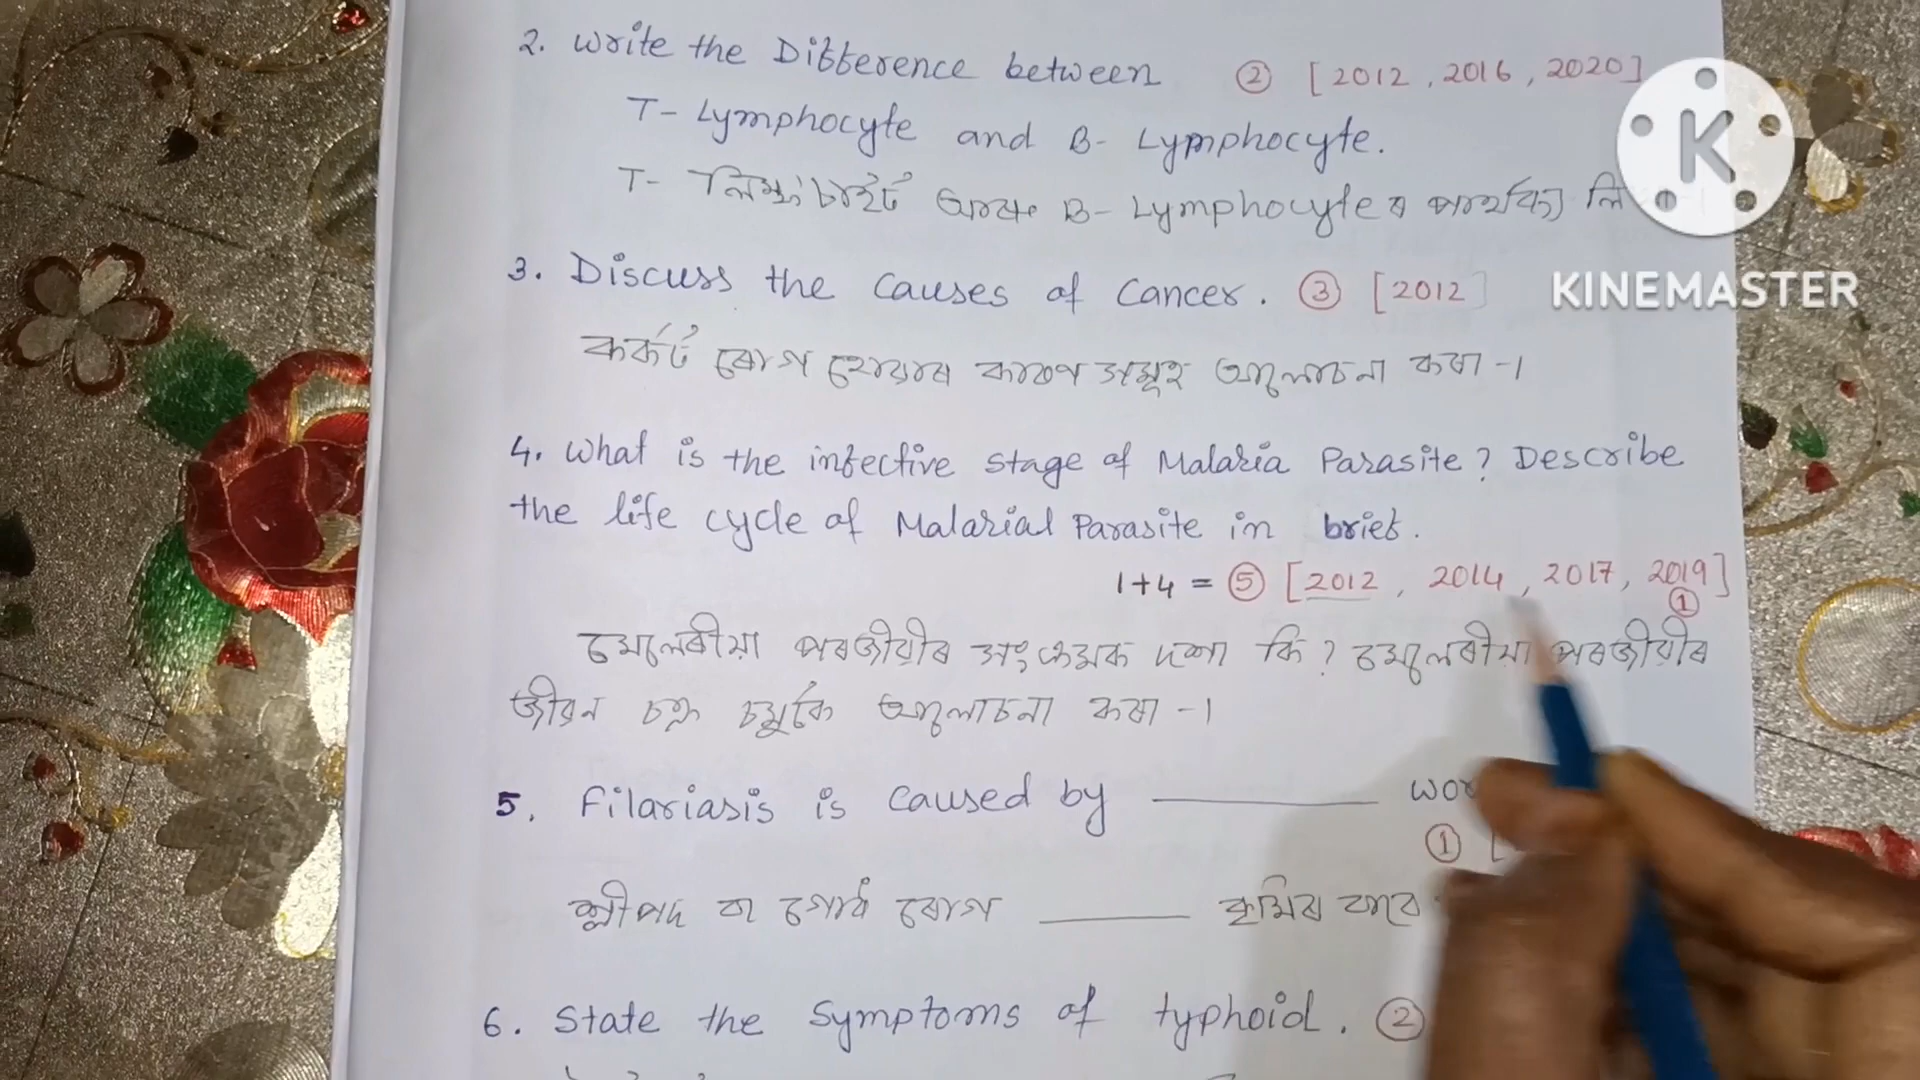 2. Write the Difference between ② [2012, 2016, 2020]
T- Lymphocyte and B- Lymphocyte.
T- লিম্ফ'চাইট আৰু B- Lymphocyteৰ পাৰ্থক্য
3. Discuss the Causes of Cancer. ③ [2012]
KINEMASTER
কৰ্কট ৰোগ হোৱাৰ কাৰণ সমূহ আলোচনা কৰা -।
4. What is the infective stage of Malaria Parasite? Describe
the life cycle of Malarial Parasite in brief.
1+4 = ⑤ [2012, 2014, 2017, 2019]
①
মেলেৰীয়া পৰজীৱীৰ সংক্ৰামক দশা কি? মেলেৰীয়া পৰজীৱীৰ
জীৱন চক্ৰ চমুকৈ আলোচনা কৰা -।
5. Filariasis is caused by ______
① [
শ্লীপদ বা গোধ ৰোগ ______ কৃমিৰ বাবে
6. State the Symptoms of typhoid. ②